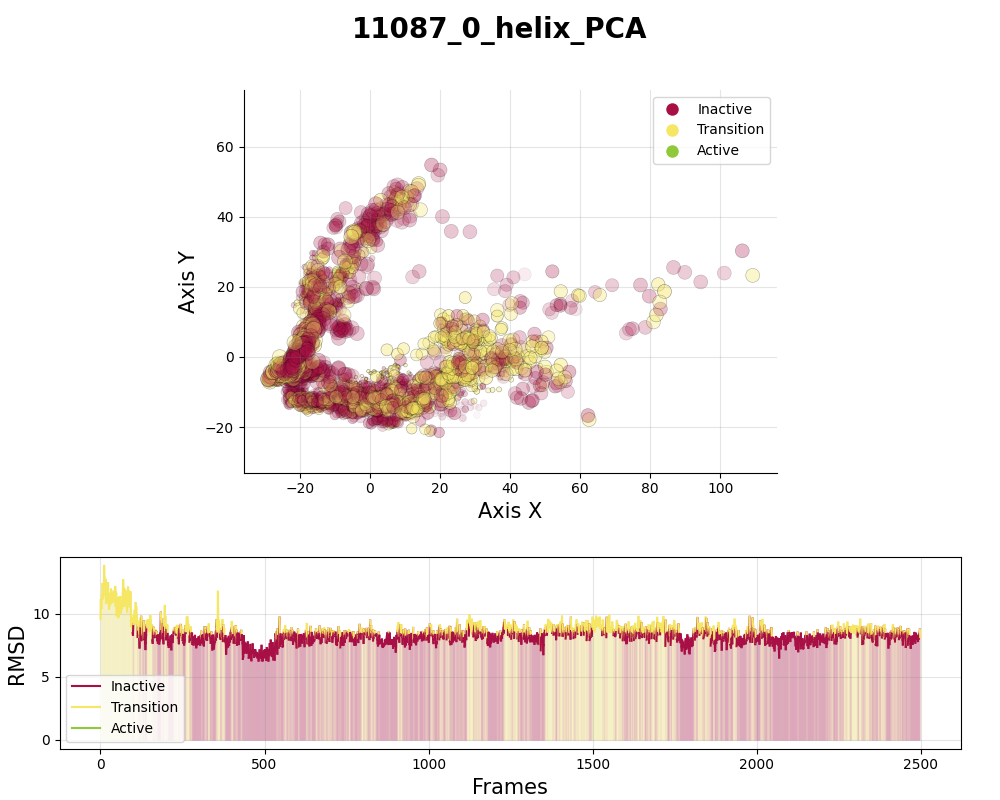 11087_0_helix_PCA
Inactive
Transition
Active
60
40
20
0
−20
Axis Y
−20 0 20 40 60 80 100
Axis X
10
5
0
RMSD
Inactive
Transition
Active
0 500 1000 1500 2000 2500
Frames